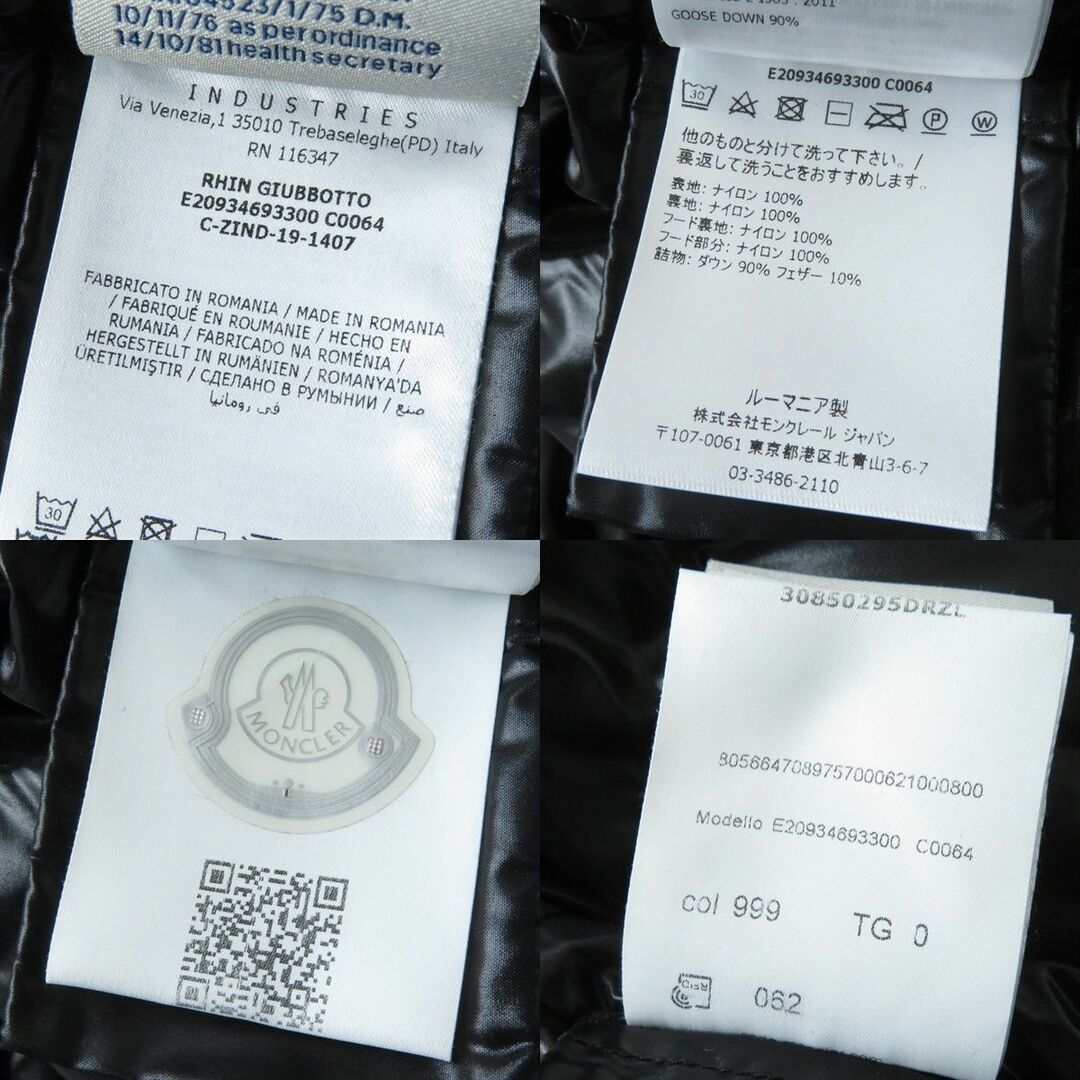 10/11/76 as per ordinance
14/10/81 health secretary
INDUSTRIES
Via Venezia,1 35010 Trebaseleghe(PD) Italy
RN 116347
RHIN GIUBBOTTO
E20934693300 C0064
C-ZIND-19-1407
FABBRICATO IN ROMANIA / MADE IN ROMANIA
/ FABRIQUÉ EN ROUMANIE / HECHO EN
RUMANIA / FABRICADO NA ROMÉNIA /
HERGESTELLT IN RUMÄNIEN / ROMANYA'DA
ÜRETILMIŞTIR / СДЕЛАНО В РУМЫНИИ / صنع
في رومانيا
30
GOOSE DOWN 90%
E20934693300 C0064
30 P W
他のものと分けて洗って下さい。/
裏返して洗うことをおすすめします。
表地: ナイロン 100%
裏地: ナイロン 100%
フード裏地: ナイロン 100%
フード部分: ナイロン 100%
詰物: ダウン 90% フェザー 10%
ルーマニア製
株式会社モンクレール ジャパン
〒107-0061 東京都港区北青山3-6-7
03-3486-2110
MONCLER
30850295DRZL
8056647089757000621000800
Modello E20934693300 C0064
col 999 TG 0
062